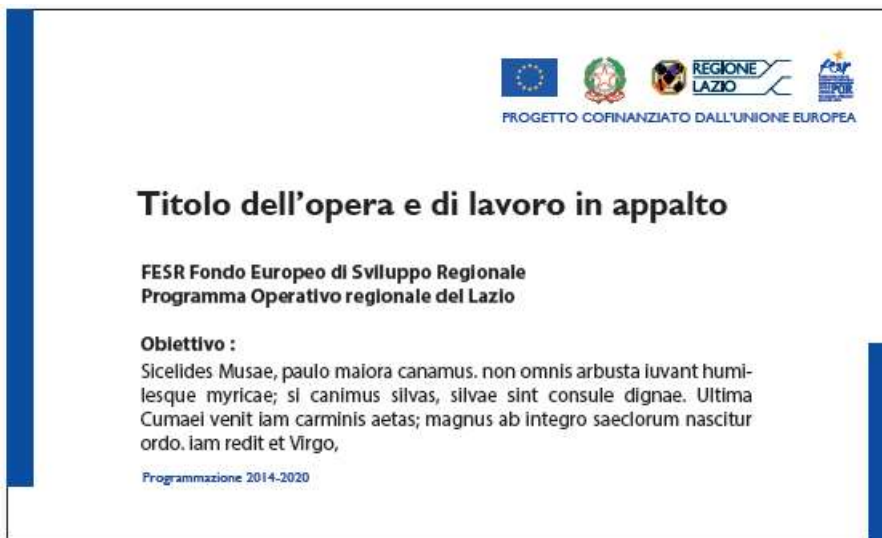 REGIONE
LAZIO
fesr
POR
PROGETTO COFINANZIATO DALL'UNIONE EUROPEA
Titolo dell'opera e di lavoro in appalto
FESR Fondo Europeo di Sviluppo Regionale
Programma Operativo regionale del Lazio
Obiettivo :
Sicelides Musae, paulo maiora canamus. non omnis arbusta iuvant humi-
lesque myricae; si canimus silvas, silvae sint consule dignae. Ultima
Cumaei venit iam carminis aetas; magnus ab integro saeclorum nascitur
ordo. iam redit et Virgo,
Programmazione 2014-2020